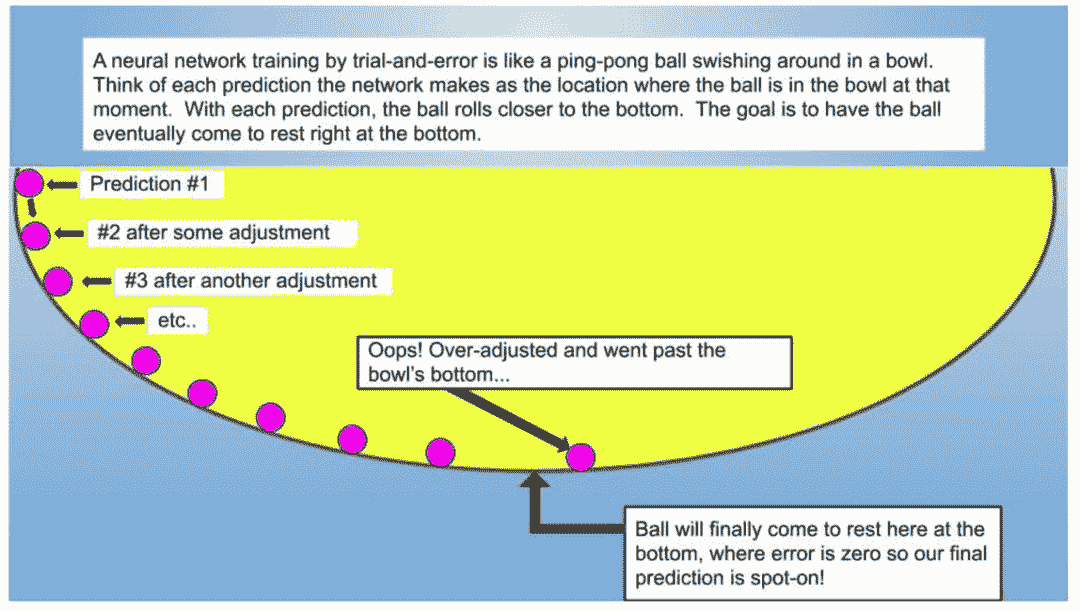 A neural network training by trial-and-error is like a ping-pong ball swishing around in a bowl.
Think of each prediction the network makes as the location where the ball is in the bowl at that
moment.  With each prediction, the ball rolls closer to the bottom.  The goal is to have the ball
eventually come to rest right at the bottom.
Prediction #1
#2 after some adjustment
#3 after another adjustment
etc..
Oops! Over-adjusted and went past the
bowl's bottom...
Ball will finally come to rest here at the
bottom, where error is zero so our final
prediction is spot-on!